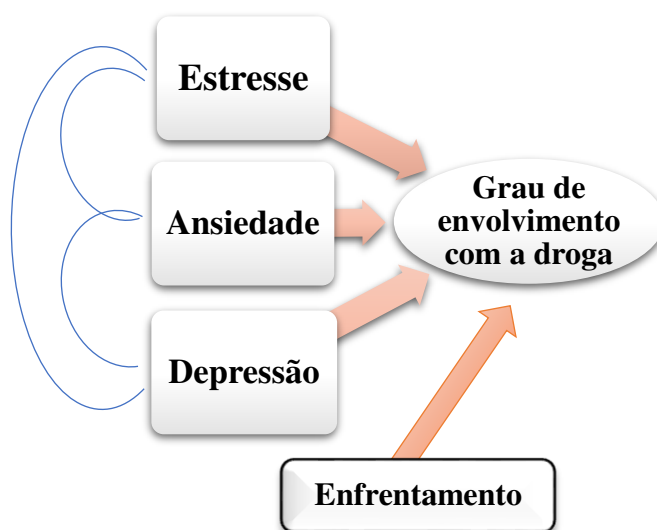 Estresse
Ansiedade
Depressão
Grau de
envolvimento
com a droga
Enfrentamento